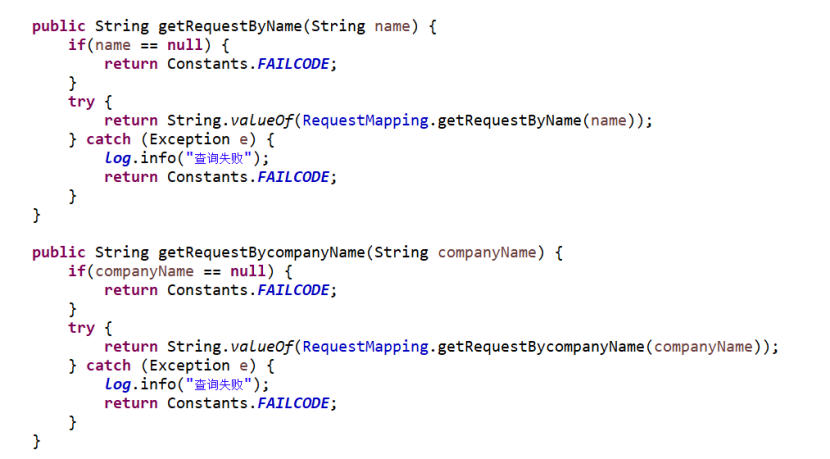 public String getRequestByName(String name) {
    if(name == null) {
        return Constants.FAILCODE;
    }
    try {
        return String.valueOf(RequestMapping.getRequestByName(name));
    } catch (Exception e) {
        log.info("查询失败");
        return Constants.FAILCODE;
    }
}

public String getRequestBycompanyName(String companyName) {
    if(companyName == null) {
        return Constants.FAILCODE;
    }
    try {
        return String.valueOf(RequestMapping.getRequestBycompanyName(companyName));
    } catch (Exception e) {
        log.info("查询失败");
        return Constants.FAILCODE;
    }
}